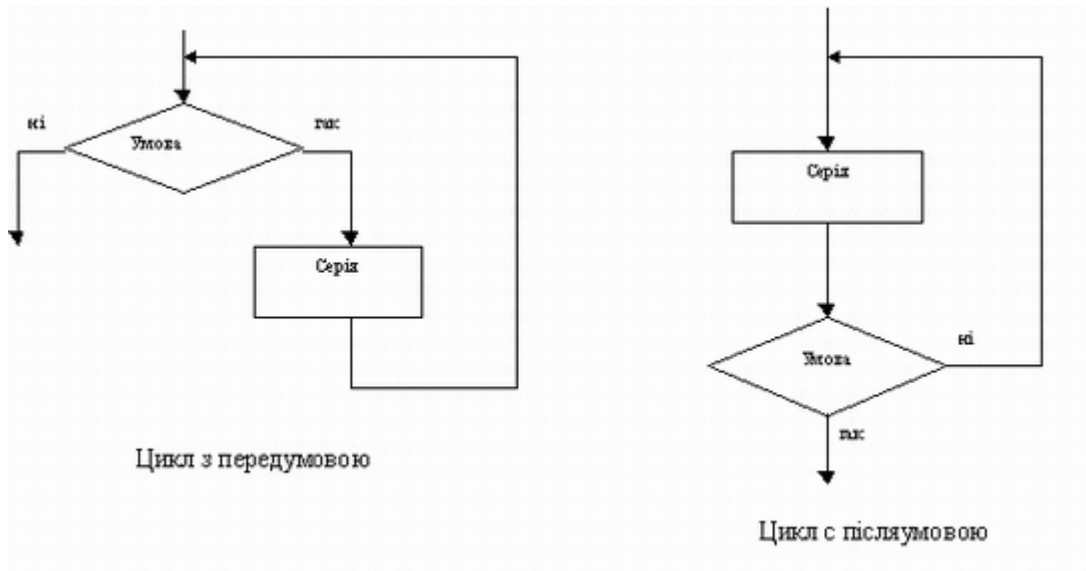 ні
так
Умова
Серія
Цикл з передумовою
Серія
Умова
ні
так
Цикл с післяумовою